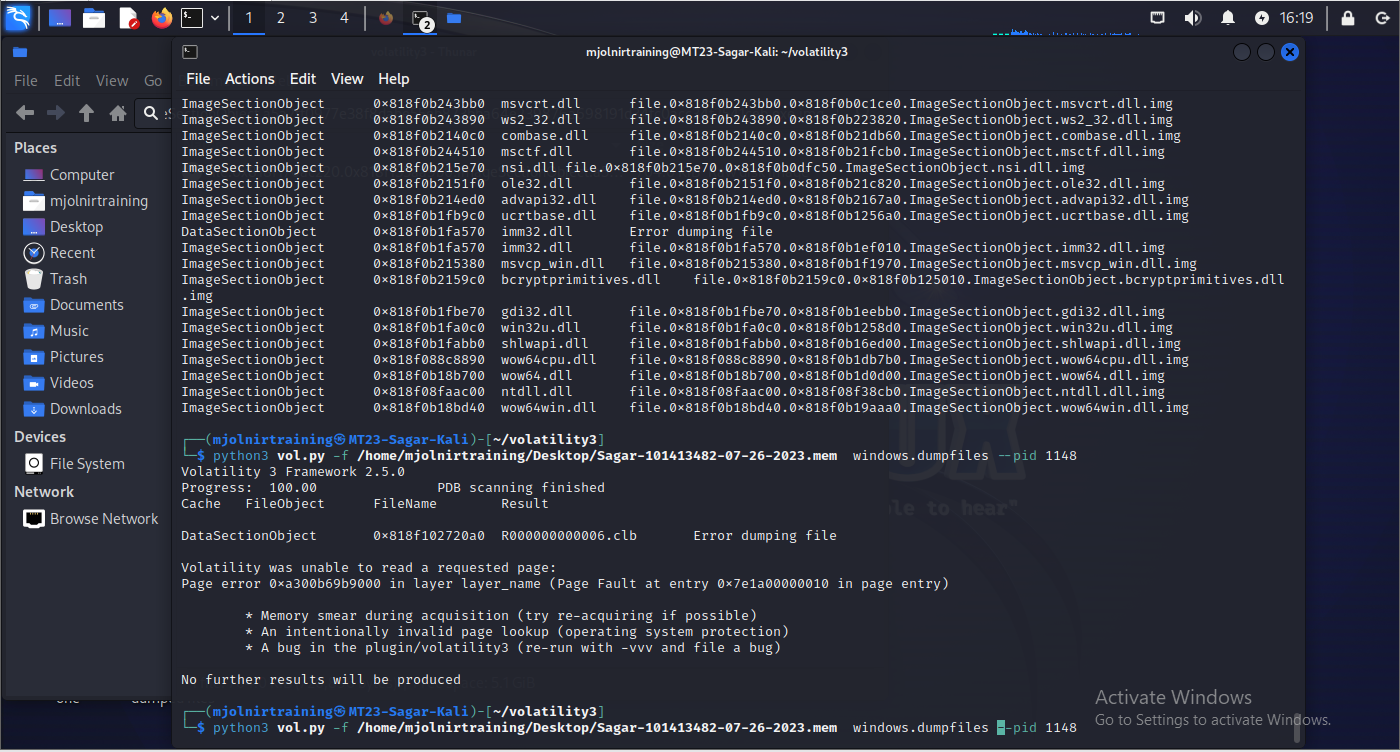 1 2 3 4 2 16:19
mjolnirtraining@MT23-Sagar-Kali: ~/volatility3
File Edit View Go
File Actions Edit View Help
Places
Computer
mjolnirtraining
Desktop
Recent
Trash
Documents
Music
Pictures
Videos
Downloads
Devices
File System
Network
Browse Network
ImageSectionObject 0×818f0b243bb0 msvcrt.dll file.0×818f0b243bb0.0×818f0b0c1ce0.ImageSectionObject.msvcrt.dll.img
ImageSectionObject 0×818f0b243890 ws2_32.dll file.0×818f0b243890.0×818f0b223820.ImageSectionObject.ws2_32.dll.img
ImageSectionObject 0×818f0b2140c0 combase.dll file.0×818f0b2140c0.0×818f0b21db60.ImageSectionObject.combase.dll.img
ImageSectionObject 0×818f0b244510 msctf.dll file.0×818f0b244510.0×818f0b21fcb0.ImageSectionObject.msctf.dll.img
ImageSectionObject 0×818f0b215e70 nsi.dll file.0×818f0b215e70.0×818f0b0dfc50.ImageSectionObject.nsi.dll.img
ImageSectionObject 0×818f0b2151f0 ole32.dll file.0×818f0b2151f0.0×818f0b21c820.ImageSectionObject.ole32.dll.img
ImageSectionObject 0×818f0b214ed0 advapi32.dll file.0×818f0b214ed0.0×818f0b2167a0.ImageSectionObject.advapi32.dll.img
ImageSectionObject 0×818f0b1fb9c0 ucrtbase.dll file.0×818f0b1fb9c0.0×818f0b1256a0.ImageSectionObject.ucrtbase.dll.img
DataSectionObject 0×818f0b1fa570 imm32.dll Error dumping file
ImageSectionObject 0×818f0b1fa570 imm32.dll file.0×818f0b1fa570.0×818f0b1ef010.ImageSectionObject.imm32.dll.img
ImageSectionObject 0×818f0b215380 msvcp_win.dll file.0×818f0b215380.0×818f0b1f1970.ImageSectionObject.msvcp_win.dll.img
ImageSectionObject 0×818f0b2159c0 bcryptprimitives.dll file.0×818f0b2159c0.0×818f0b125010.ImageSectionObject.bcryptprimitives.dll
.img
ImageSectionObject 0×818f0b1fbe70 gdi32.dll file.0×818f0b1fbe70.0×818f0b1eebb0.ImageSectionObject.gdi32.dll.img
ImageSectionObject 0×818f0b1fa0c0 win32u.dll file.0×818f0b1fa0c0.0×818f0b1258d0.ImageSectionObject.win32u.dll.img
ImageSectionObject 0×818f0b1fabb0 shlwapi.dll file.0×818f0b1fabb0.0×818f0b16ed00.ImageSectionObject.shlwapi.dll.img
ImageSectionObject 0×818f088c8890 wow64cpu.dll file.0×818f088c8890.0×818f0b1db7b0.ImageSectionObject.wow64cpu.dll.img
ImageSectionObject 0×818f0b18b700 wow64.dll file.0×818f0b18b700.0×818f0b1d0d00.ImageSectionObject.wow64.dll.img
ImageSectionObject 0×818f08faac00 ntdll.dll file.0×818f08faac00.0×818f08f38cb0.ImageSectionObject.ntdll.dll.img
ImageSectionObject 0×818f0b18bd40 wow64win.dll file.0×818f0b18bd40.0×818f0b19aaa0.ImageSectionObject.wow64win.dll.img
┌──(mjolnirtraining㉿MT23-Sagar-Kali)-[~/volatility3]
└─$ python3 vol.py -f /home/mjolnirtraining/Desktop/Sagar-101413482-07-26-2023.mem windows.dumpfiles --pid 1148
Volatility 3 Framework 2.5.0
Progress: 100.00 PDB scanning finished
Cache FileObject FileName Result
DataSectionObject 0×818f102720a0 R000000000006.clb Error dumping file
Volatility was unable to read a requested page:
Page error 0×a300b69b9000 in layer layer_name (Page Fault at entry 0×7e1a00000010 in page entry)
* Memory smear during acquisition (try re-acquiring if possible)
* An intentionally invalid page lookup (operating system protection)
* A bug in the plugin/volatility3 (re-run with -vvv and file a bug)
No further results will be produced
┌──(mjolnirtraining㉿MT23-Sagar-Kali)-[~/volatility3]
└─$ python3 vol.py -f /home/mjolnirtraining/Desktop/Sagar-101413482-07-26-2023.mem windows.dumpfiles --pid 1148
Activate Windows
Go to Settings to activate Windows.